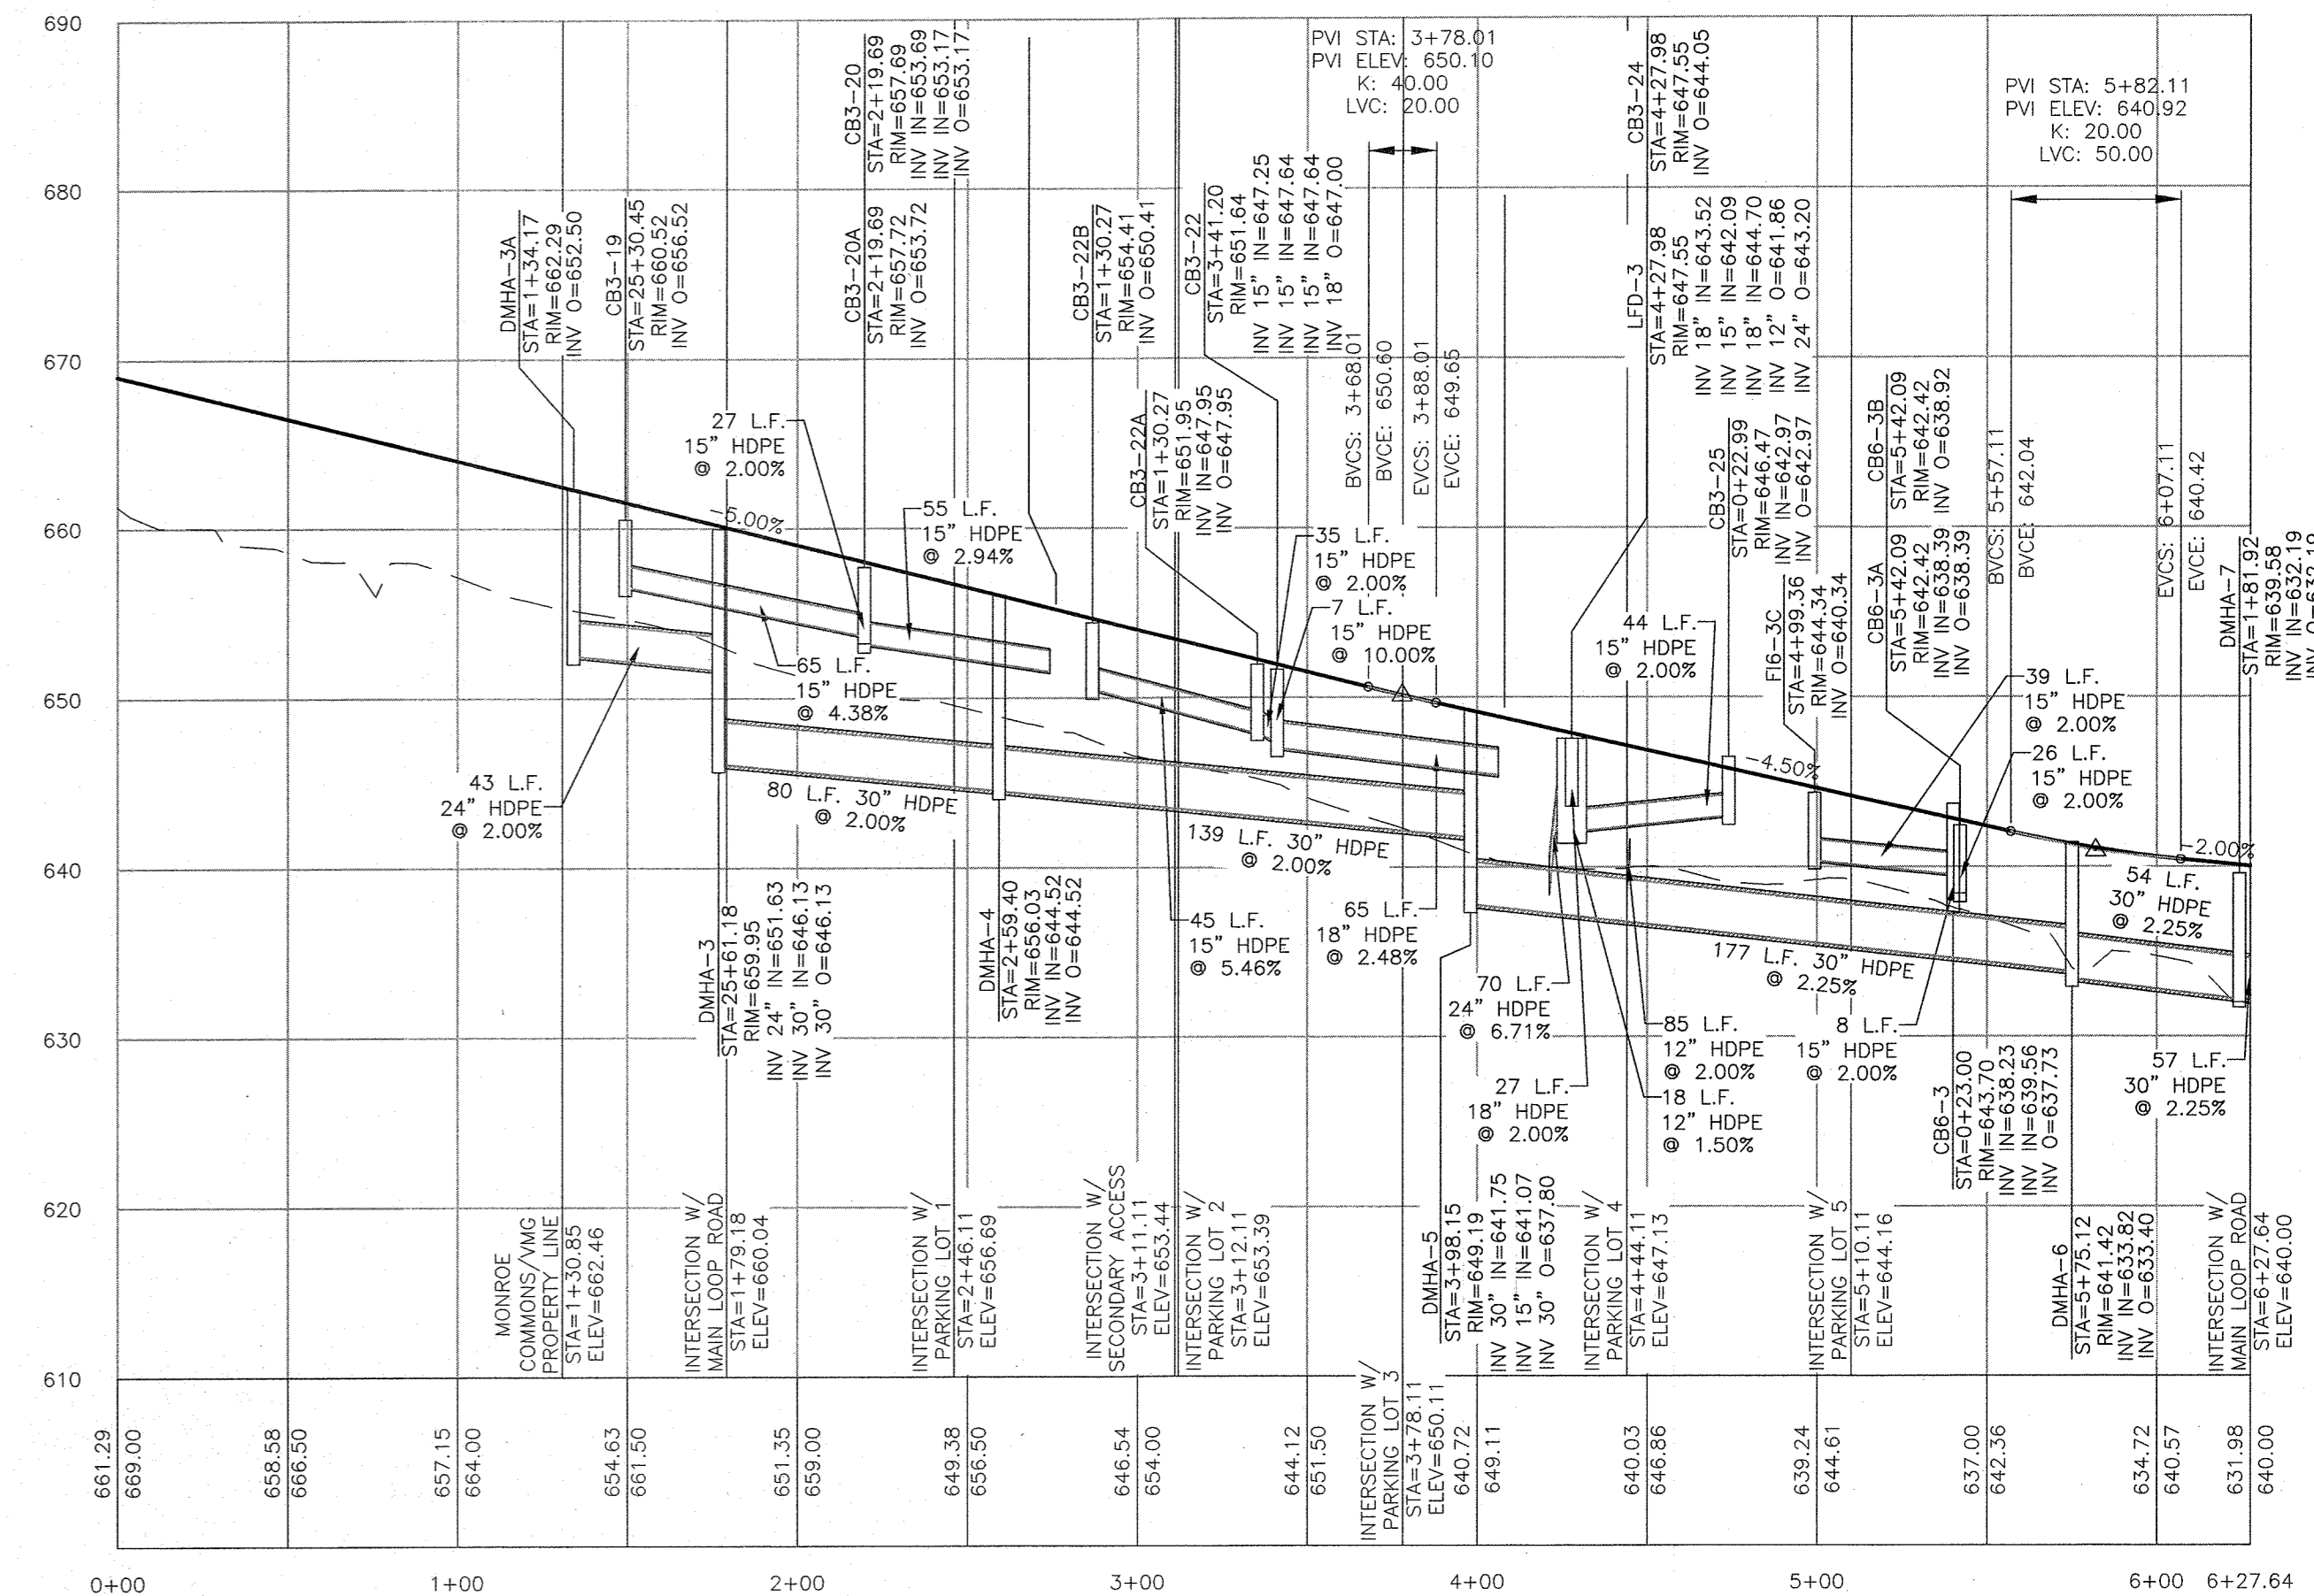 690
680
670
660
650
640
630
620
610
DMHA-3A
STA=1+34.17
RIM=662.29
INV O=652.50
CB3-19
STA=25+30.45
RIM=660.52
INV O=656.52
CB3-20
STA=2+19.69
RIM=657.69
INV IN=653.69
INV IN=653.17
INV O=653.17
CB3-20A
STA=2+19.69
RIM=657.72
INV O=653.72
CB3-22B
STA=1+30.27
RIM=654.41
INV O=650.41
CB3-22
STA=3+41.20
RIM=651.64
INV 15" IN=647.25
INV 15" IN=647.64
INV 15" IN=647.64
INV 18" O=647.00
CB3-22A
STA=1+30.27
RIM=651.95
INV IN=647.95
INV O=647.95
PVI STA: 3+78.01
PVI ELEV: 650.10
K: 40.00
LVC: 20.00
BVCS: 3+68.01
BVCE: 650.60
EVCS: 3+88.01
EVCE: 649.65
CB3-24
STA=4+27.98
RIM=647.55
INV O=644.05
LFD-3
STA=4+27.98
RIM=647.55
INV 18" IN=643.52
INV 15" IN=642.09
INV 18" IN=644.70
INV 12" O=641.86
INV 24" O=643.20
CB3-25
STA=0+22.99
RIM=646.47
INV IN=642.97
INV O=642.97
FI6-3C
STA=4+99.36
RIM=644.34
INV O=640.34
CB6-3B
STA=5+42.09
RIM=642.42
INV O=638.92
CB6-3A
STA=5+42.09
RIM=642.42
INV IN=638.39
INV O=638.39
PVI STA: 5+82.11
PVI ELEV: 640.92
K: 20.00
LVC: 50.00
BVCS: 5+57.11
BVCE: 642.04
EVCS: 6+07.11
EVCE: 640.42
DMHA-7
STA=1+81.92
RIM=639.58
INV IN=632.19
INV O=632.19
-5.00%
-4.50%
-2.00%
27 L.F.
15" HDPE
@ 2.00%
55 L.F.
15" HDPE
@ 2.94%
65 L.F.
15" HDPE
@ 4.38%
43 L.F.
24" HDPE
@ 2.00%
80 L.F. 30" HDPE
@ 2.00%
35 L.F.
15" HDPE
@ 2.00%
7 L.F.
15" HDPE
@ 10.00%
139 L.F. 30" HDPE
@ 2.00%
45 L.F.
15" HDPE
@ 5.46%
65 L.F.
18" HDPE
@ 2.48%
44 L.F.
15" HDPE
@ 2.00%
39 L.F.
15" HDPE
@ 2.00%
26 L.F.
15" HDPE
@ 2.00%
54 L.F.
30" HDPE
@ 2.25%
177 L.F. 30" HDPE
@ 2.25%
70 L.F.
24" HDPE
@ 6.71%
85 L.F.
12" HDPE
@ 2.00%
27 L.F.
18" HDPE
@ 2.00%
18 L.F.
12" HDPE
@ 1.50%
8 L.F.
15" HDPE
@ 2.00%
57 L.F.
30" HDPE
@ 2.25%
DMHA-3
STA=25+61.18
RIM=659.95
INV 24" IN=651.63
INV 30" IN=646.13
INV 30" O=646.13
DMHA-4
STA=2+59.40
RIM=656.03
INV IN=644.52
INV O=644.52
DMHA-5
STA=3+98.15
RIM=649.19
INV 30" IN=641.75
INV 15" IN=641.07
INV 30" O=637.80
CB6-3
STA=0+23.00
RIM=643.70
INV IN=638.23
INV IN=639.56
INV O=637.73
DMHA-6
STA=5+75.12
RIM=641.42
INV IN=633.82
INV O=633.40
MONROE
COMMONS/VMG
PROPERTY LINE
STA=1+30.85
ELEV=662.46
INTERSECTION W/
MAIN LOOP ROAD
STA=1+79.18
ELEV=660.04
INTERSECTION W/
PARKING LOT 1
STA=2+46.11
ELEV=656.69
INTERSECTION W/
SECONDARY ACCESS
STA=3+11.11
ELEV=653.44
INTERSECTION W/
PARKING LOT 2
STA=3+12.11
ELEV=653.39
INTERSECTION W/
PARKING LOT 3
STA=3+78.11
ELEV=650.11
INTERSECTION W/
PARKING LOT 4
STA=4+44.11
ELEV=647.13
INTERSECTION W/
PARKING LOT 5
STA=5+10.11
ELEV=644.16
INTERSECTION W/
MAIN LOOP ROAD
STA=6+27.64
ELEV=640.00
661.29
669.00
658.58
666.50
657.15
664.00
654.63
661.50
651.35
659.00
649.38
656.50
646.54
654.00
644.12
651.50
640.72
649.11
640.03
646.86
639.24
644.61
637.00
642.36
634.72
640.57
631.98
640.00
0+00
1+00
2+00
3+00
4+00
5+00
6+00
6+27.64